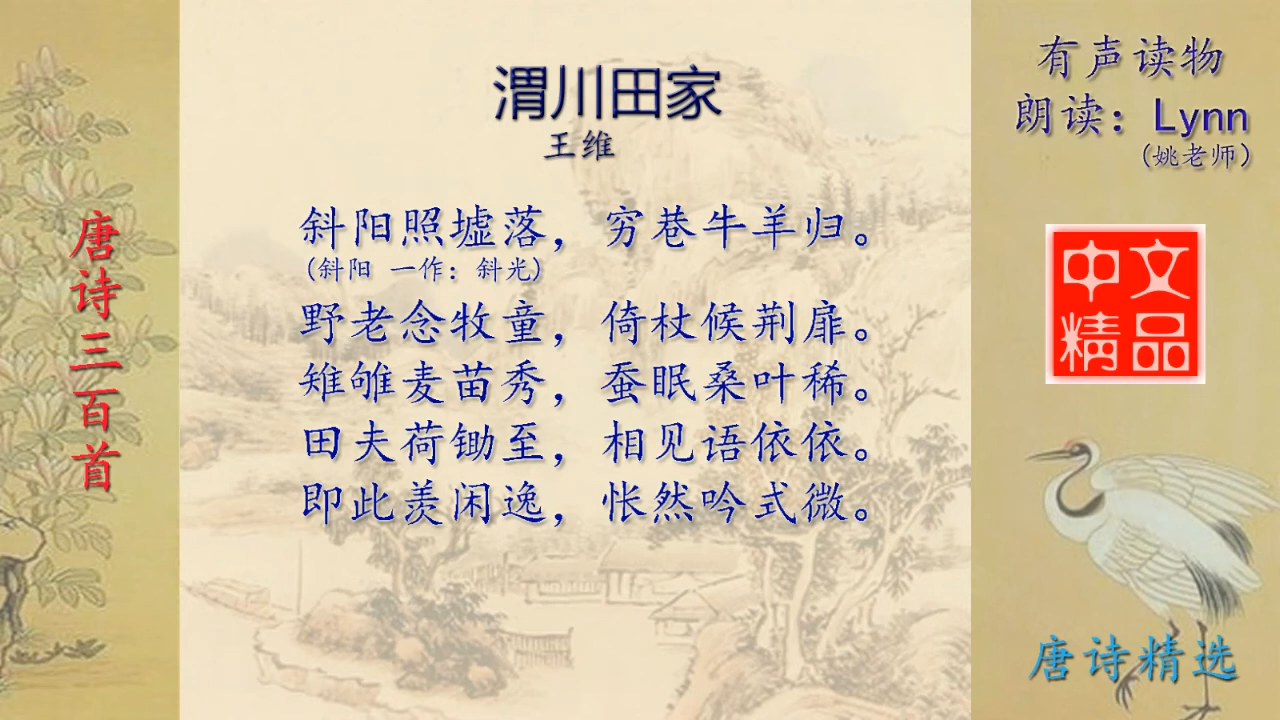 渭川田家
王维
斜阳照墟落，穷巷牛羊归。
(斜阳 一作：斜光)
野老念牧童，倚杖候荆扉。
雉雊麦苗秀，蚕眠桑叶稀。
田夫荷锄至，相见语依依。
即此羡闲逸，怅然吟式微。
唐诗三百首
有声读物
朗读：Lynn
(姚老师)
中文
精品
唐诗精选